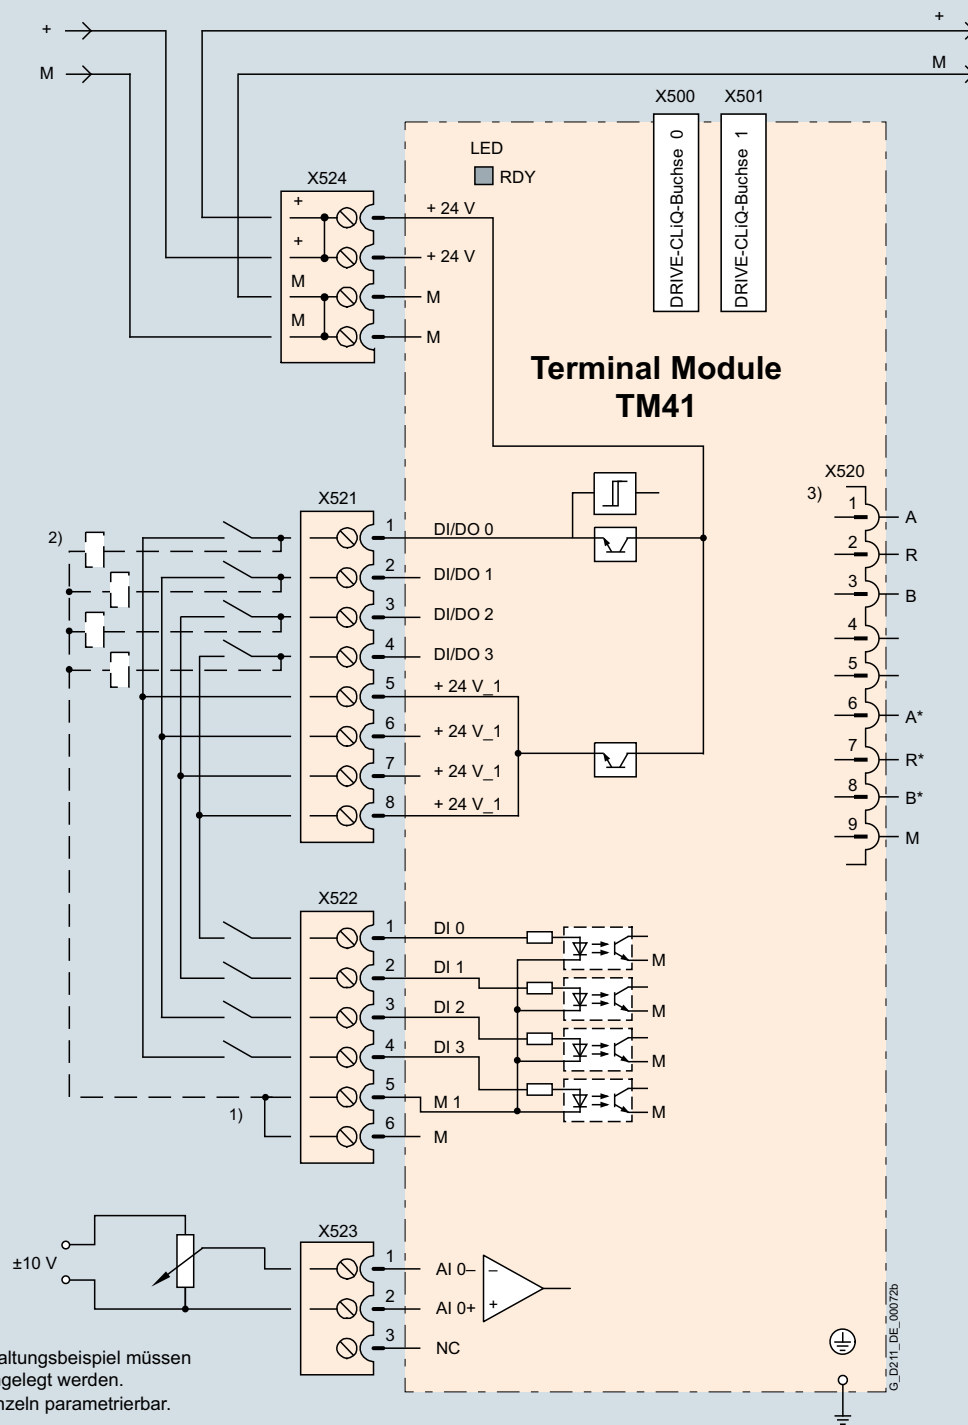 +
+
M
M
X500
X501
LED
RDY
DRIVE-CLiQ-Buchse 0
DRIVE-CLiQ-Buchse 1
X524
+
+ 24 V
+
+ 24 V
M
M
M
M
Terminal Module
TM41
X520
3)
1
A
2
R
3
B
4
5
6
A*
7
R*
8
B*
9
M
X521
2)
1
DI/DO 0
2
DI/DO 1
3
DI/DO 2
4
DI/DO 3
5
+ 24 V_1
6
+ 24 V_1
7
+ 24 V_1
8
+ 24 V_1
X522
1
DI 0
M
2
DI 1
M
3
DI 2
M
4
DI 3
M
5
M 1
1)
6
M
X523
±10 V
1
AI 0–
–
2
AI 0+
+
3
NC
G_D211_DE_00072b
altungsbeispiel müssen
ngelegt werden.
nzeln parametrierbar.